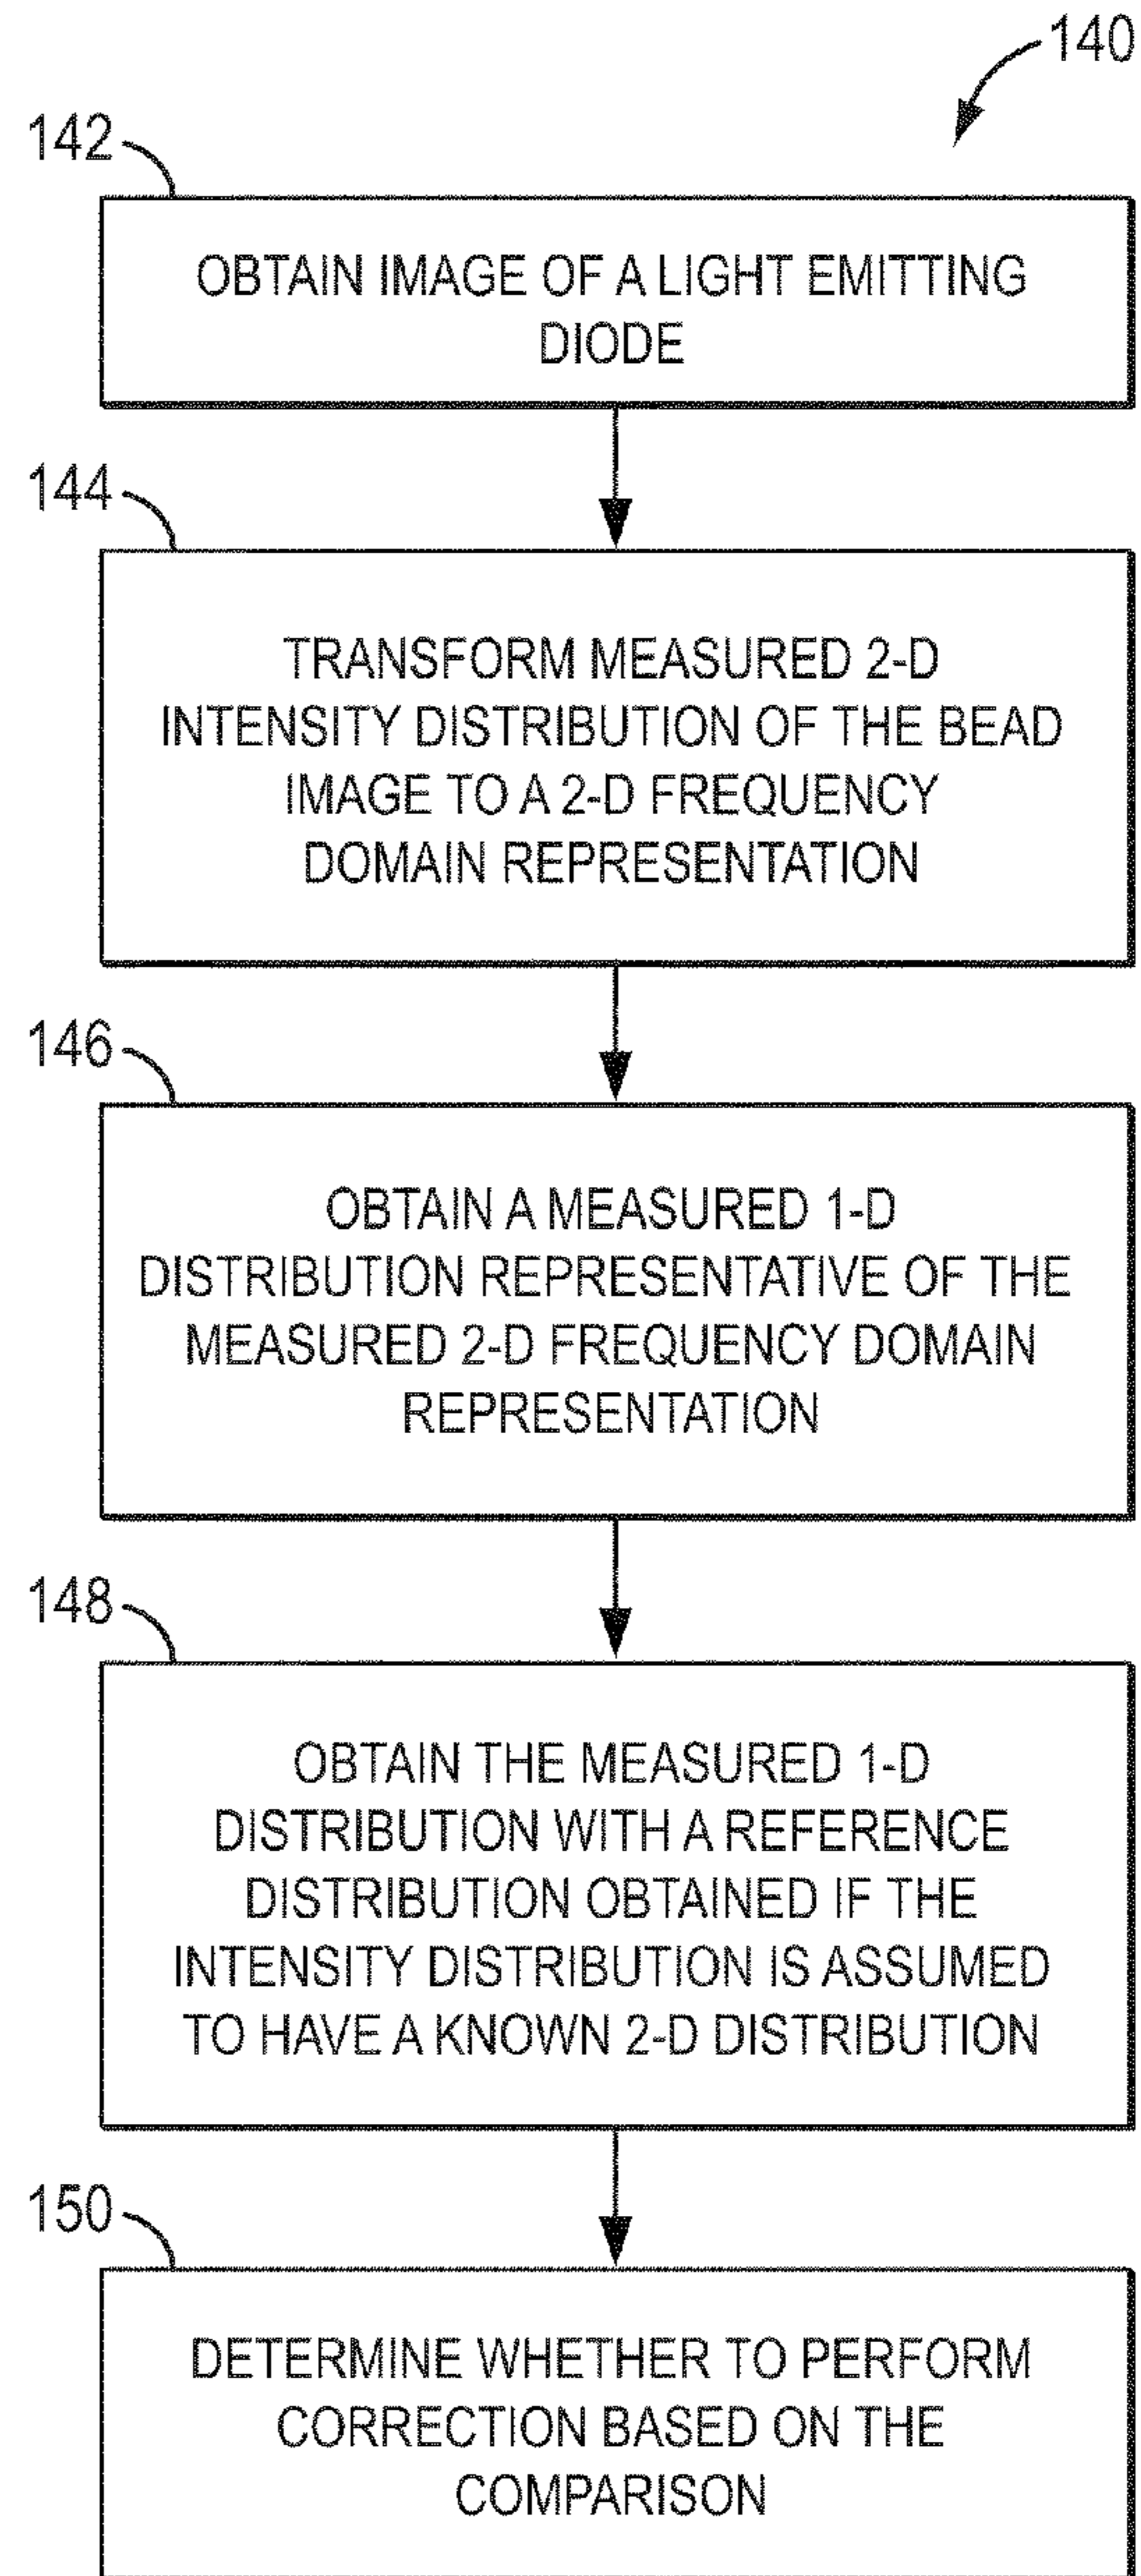 140
142
OBTAIN IMAGE OF A LIGHT EMITTING
DIODE
144
TRANSFORM MEASURED 2-D
INTENSITY DISTRIBUTION OF THE BEAD
IMAGE TO A 2-D FREQUENCY
DOMAIN REPRESENTATION
146
OBTAIN A MEASURED 1-D
DISTRIBUTION REPRESENTATIVE OF THE
MEASURED 2-D FREQUENCY DOMAIN
REPRESENTATION
148
OBTAIN THE MEASURED 1-D
DISTRIBUTION WITH A REFERENCE
DISTRIBUTION OBTAINED IF THE
INTENSITY DISTRIBUTION IS ASSUMED
TO HAVE A KNOWN 2-D DISTRIBUTION
150
DETERMINE WHETHER TO PERFORM
CORRECTION BASED ON THE
COMPARISON